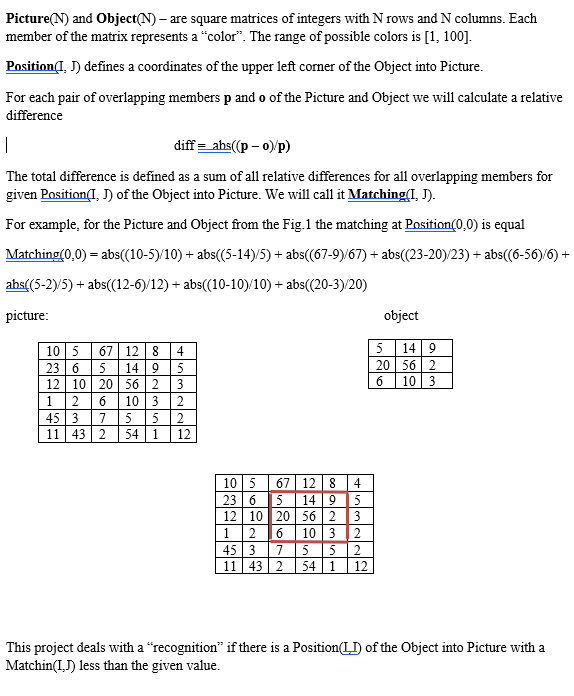 Picture(N) and Object(N) – are square matrices of integers with N rows and N columns. Each
member of the matrix represents a “color”. The range of possible colors is [1, 100].
Position(I, J) defines a coordinates of the upper left corner of the Object into Picture.
For each pair of overlapping members p and o of the Picture and Object we will calculate a relative
difference
diff = abs((p – o)/p)
The total difference is defined as a sum of all relative differences for all overlapping members for
given Position(I, J) of the Object into Picture. We will call it Matching(I, J).
For example, for the Picture and Object from the Fig.1 the matching at Position(0,0) is equal
Matching(0,0) = abs((10-5)/10) + abs((5-14)/5) + abs((67-9)/67) + abs((23-20)/23) + abs((6-56)/6) +
abs((5-2)/5) + abs((12-6)/12) + abs((10-10)/10) + abs((20-3)/20)
picture: object
10 5 67 12 8 4
23 6 5 14 9 5
12 10 20 56 2 3
1 2 6 10 3 2
45 3 7 5 5 2
11 43 2 54 1 12
5 14 9
20 56 2
6 10 3
10 5 67 12 8 4
23 6 5 14 9 5
12 10 20 56 2 3
1 2 6 10 3 2
45 3 7 5 5 2
11 43 2 54 1 12
This project deals with a “recognition” if there is a Position(I,J) of the Object into Picture with a
Matchin(I,J) less than the given value.